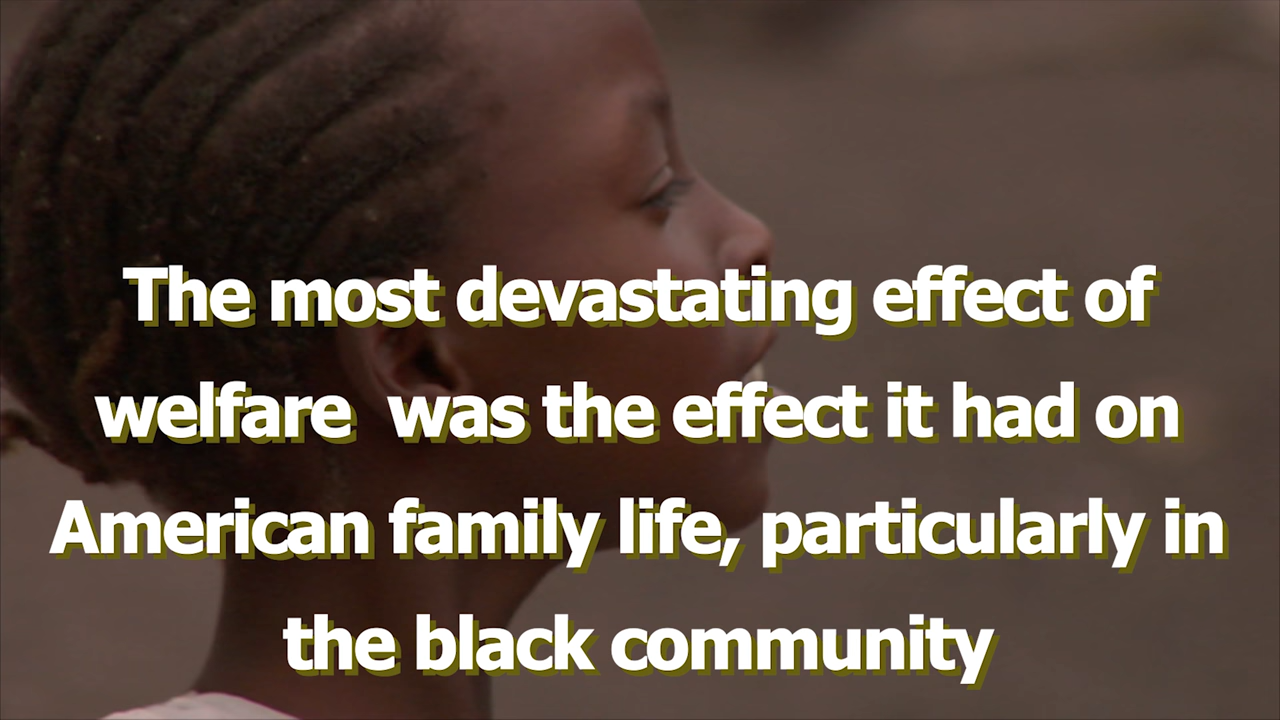 The most devastating effect of
welfare  was the effect it had on
American family life, particularly in
the black community